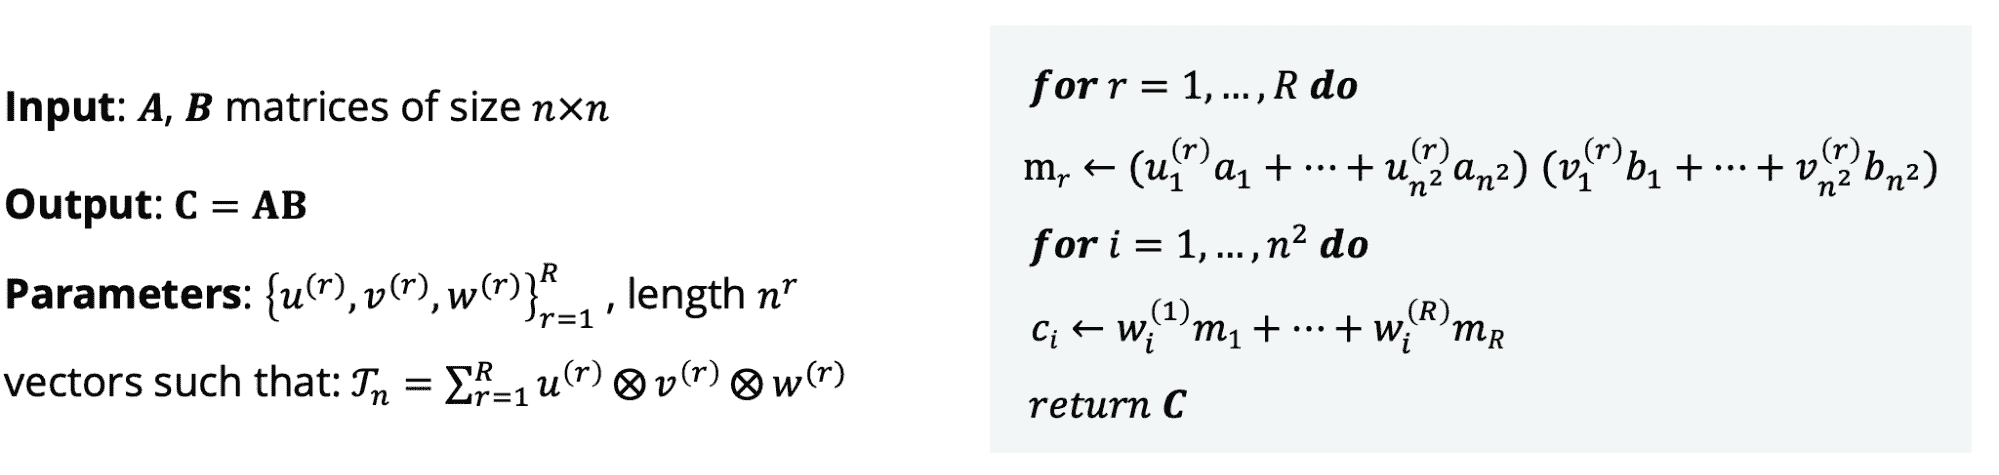 Input: A, B matrices of size n×n
Output: C = AB
Parameters: {u^(r), v^(r), w^(r)}_{r=1}^R , length n^r
vectors such that: 𝒯_n = ∑_{r=1}^R u^(r) ⊗ v^(r) ⊗ w^(r)
for r = 1, ..., R do
m_r ← (u_1^(r) a_1 + ⋯ + u_{n^2}^(r) a_{n^2}) (v_1^(r) b_1 + ⋯ + v_{n^2}^(r) b_{n^2})
for i = 1, ..., n^2 do
c_i ← w_i^(1) m_1 + ⋯ + w_i^(R) m_R
return C